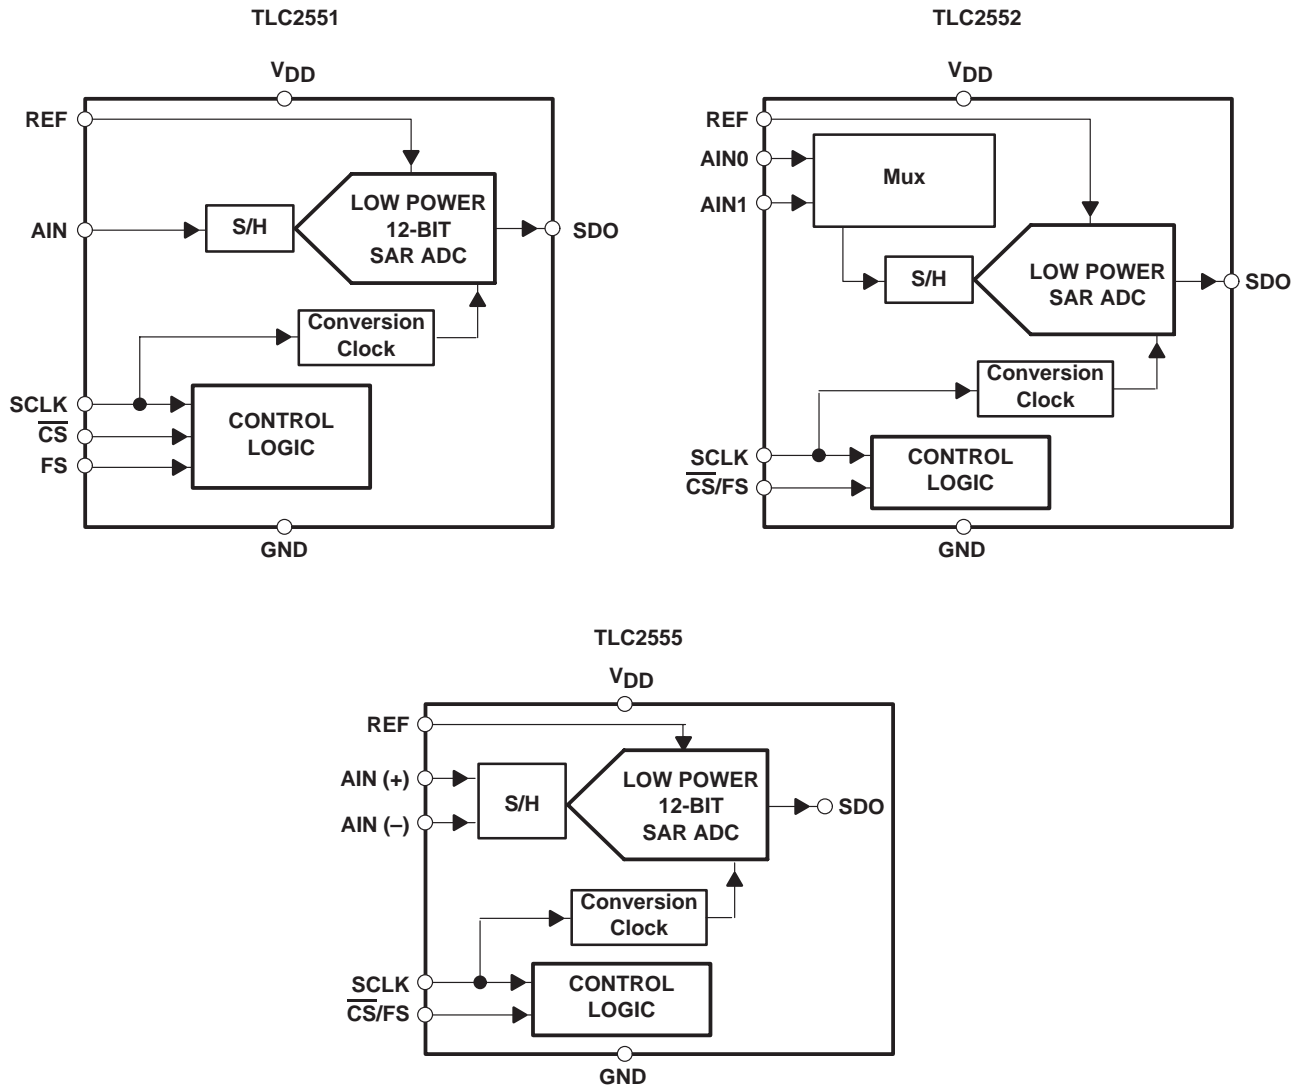 TLC2551
VDD
REF
AIN
S/H
LOW POWER
12-BIT
SAR ADC
SDO
Conversion
Clock
SCLK
CS
FS
CONTROL
LOGIC
GND
TLC2552
VDD
REF
AIN0
AIN1
Mux
S/H
LOW POWER
SAR ADC
SDO
Conversion
Clock
SCLK
CS/FS
CONTROL
LOGIC
GND
TLC2555
VDD
REF
AIN (+)
AIN (–)
S/H
LOW POWER
12-BIT
SAR ADC
SDO
Conversion
Clock
SCLK
CS/FS
CONTROL
LOGIC
GND